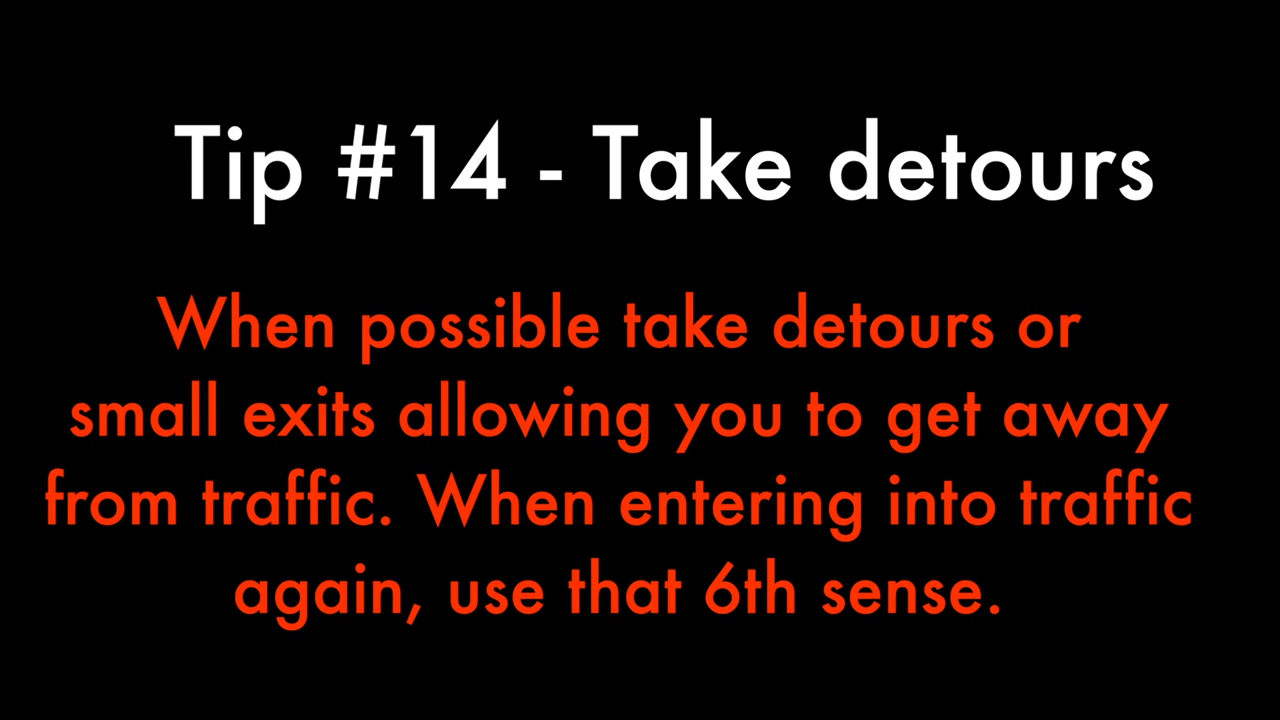 Tip #14 - Take detours
When possible take detours or
small exits allowing you to get away
from traffic. When entering into traffic
again, use that 6th sense.